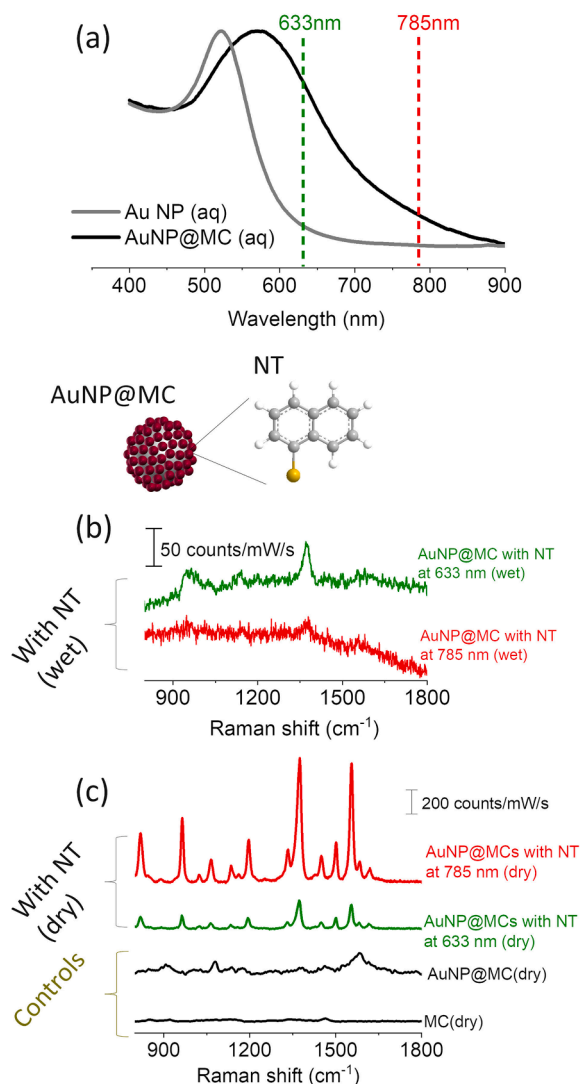 (a)
633nm
785nm
Au NP (aq)
AuNP@MC (aq)
400
500
600
700
800
900
Wavelength (nm)
NT
AuNP@MC
(b)
50 counts/mW/s
AuNP@MC with NT
at 633 nm (wet)
With NT
(wet)
AuNP@MC with NT
at 785 nm (wet)
900
1200
1500
1800
Raman shift (cm⁻¹)
(c)
200 counts/mW/s
With NT
(dry)
AuNP@MCs with NT
at 785 nm (dry)
AuNP@MCs with NT
at 633 nm (dry)
Controls
AuNP@MC(dry)
MC(dry)
900
1200
1500
1800
Raman shift (cm⁻¹)